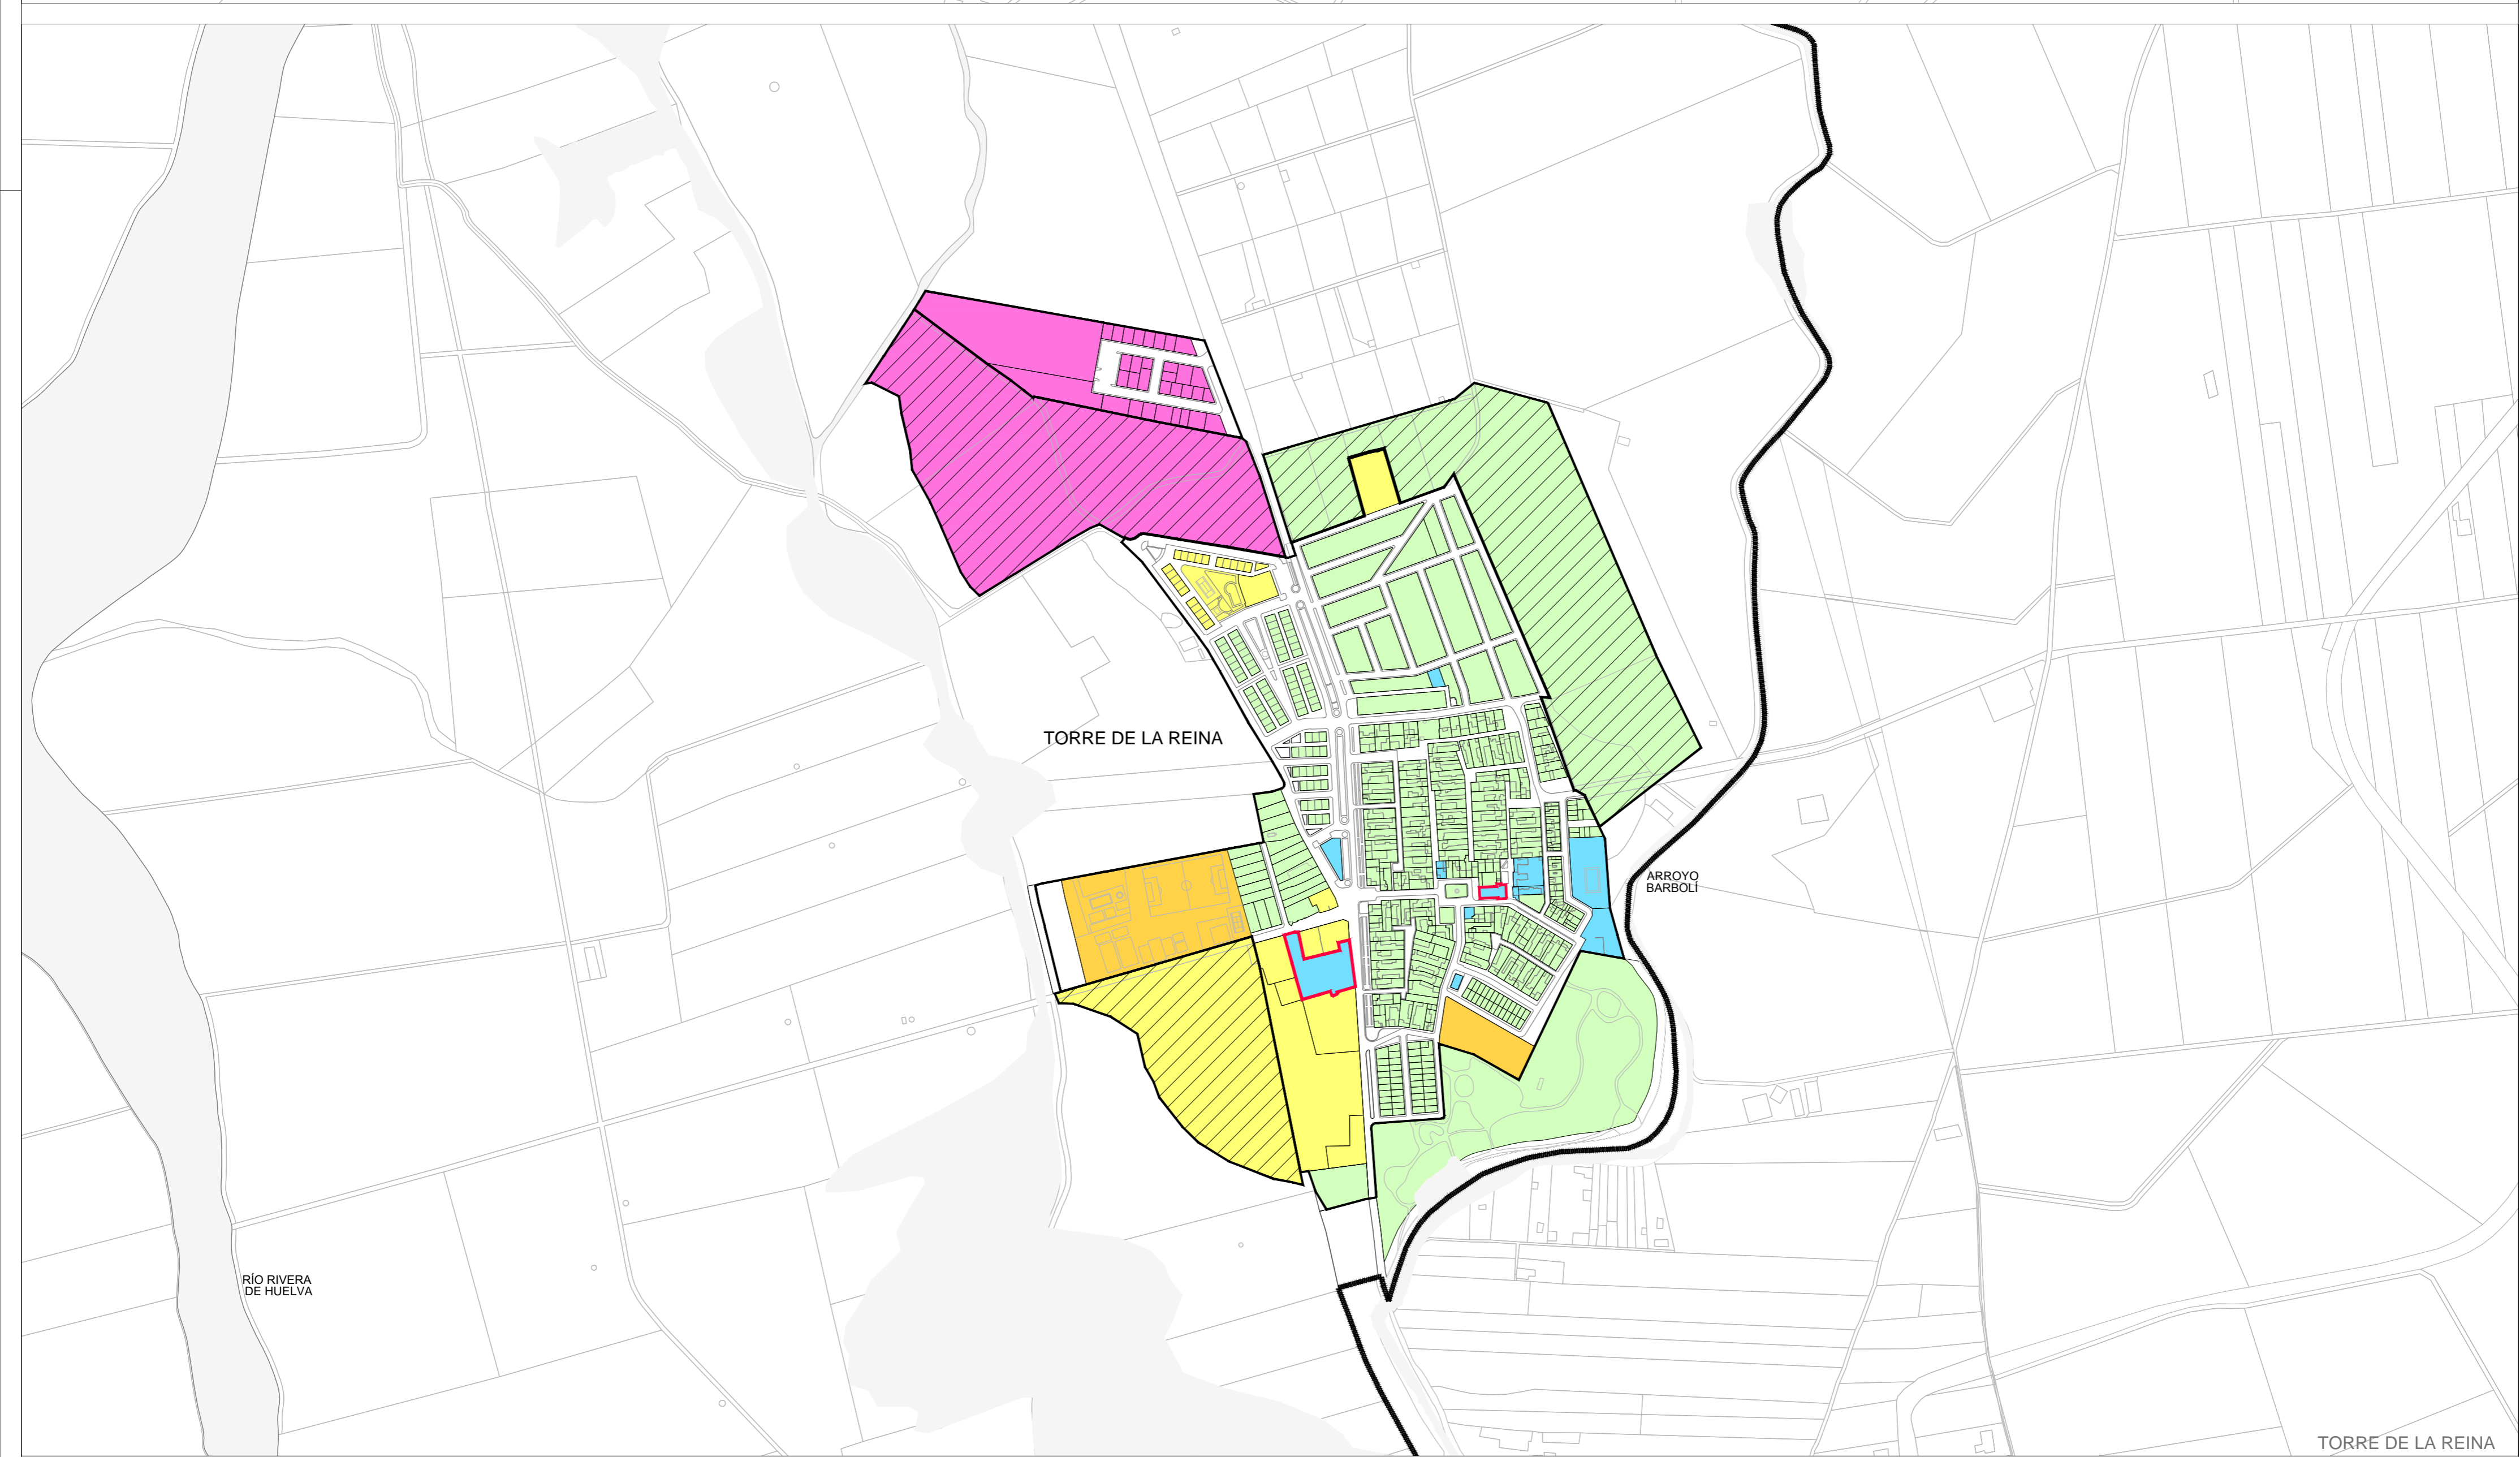 TORRE DE LA REINA
ARROYO
BARBOLÍ
RÍO RIVERA
DE HUELVA
TORRE DE LA REINA